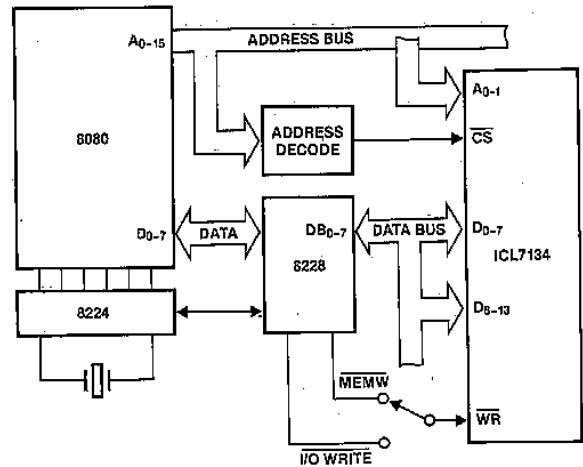 A0-15
ADDRESS BUS
A0-1
8080
ADDRESS
DECODE
CS
D0-7
DATA
DB0-7
DATA BUS
D0-7
8228
ICL7134
8224
D8-13
MEMW
WR
I/O WRITE